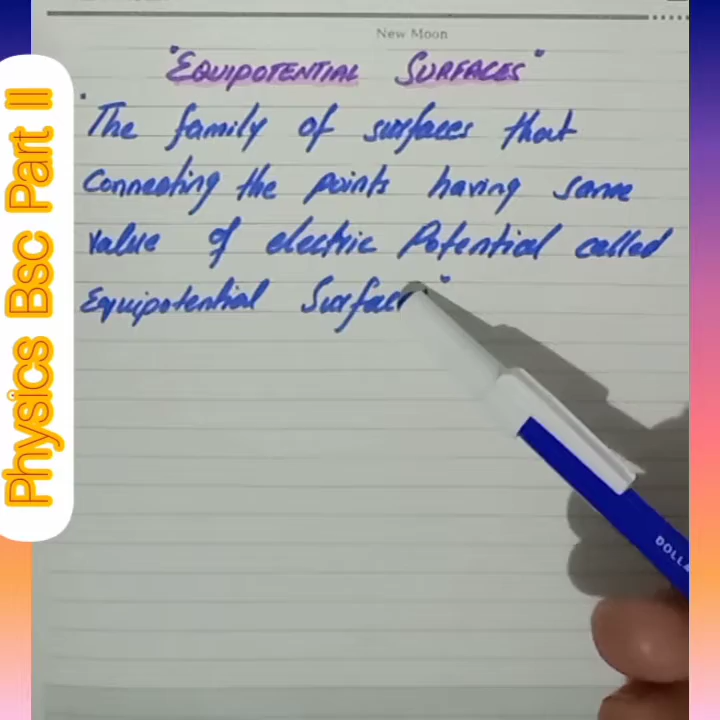 New Moon
"EQUIPOTENTIAL SURFACES"
"The family of surfaces that
connecting the points having same
value of electric Potential called
Equipotential Surface"
Physics Bsc Part II
DOLLA